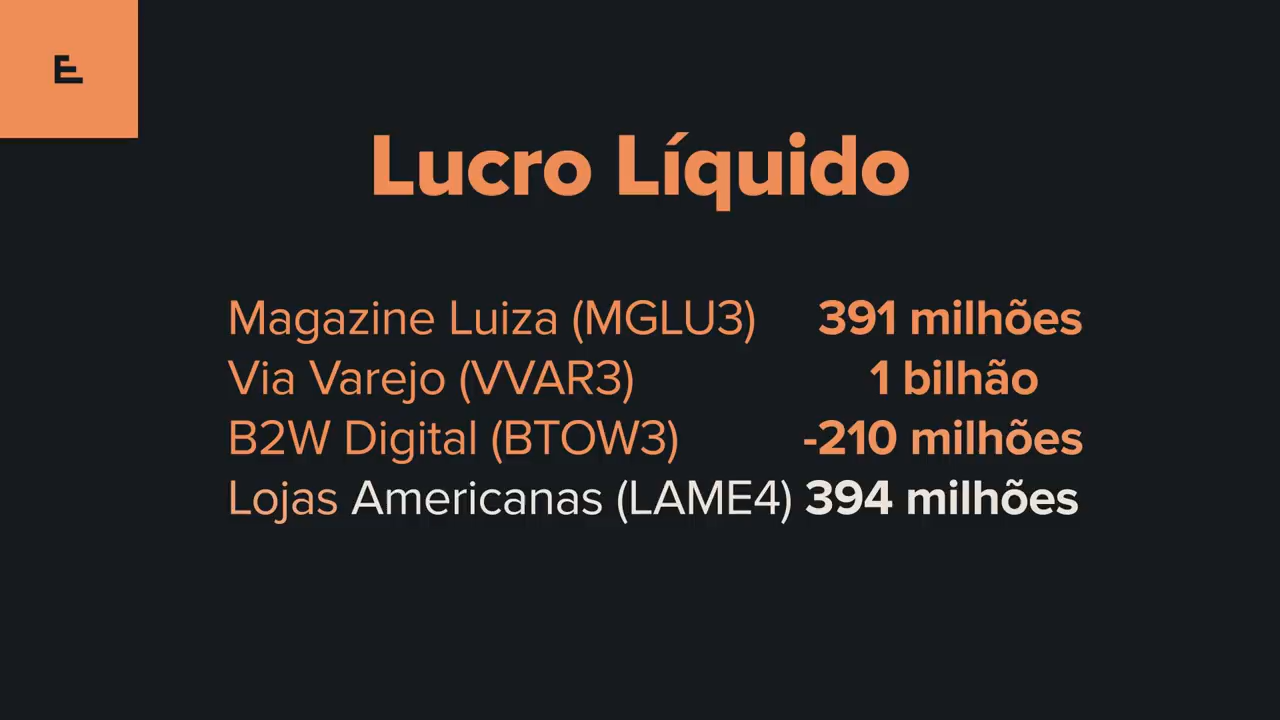 Lucro Líquido
Magazine Luiza (MGLU3) 391 milhões
Via Varejo (VVAR3) 1 bilhão
B2W Digital (BTOW3) -210 milhões
Lojas Americanas (LAME4) 394 milhões